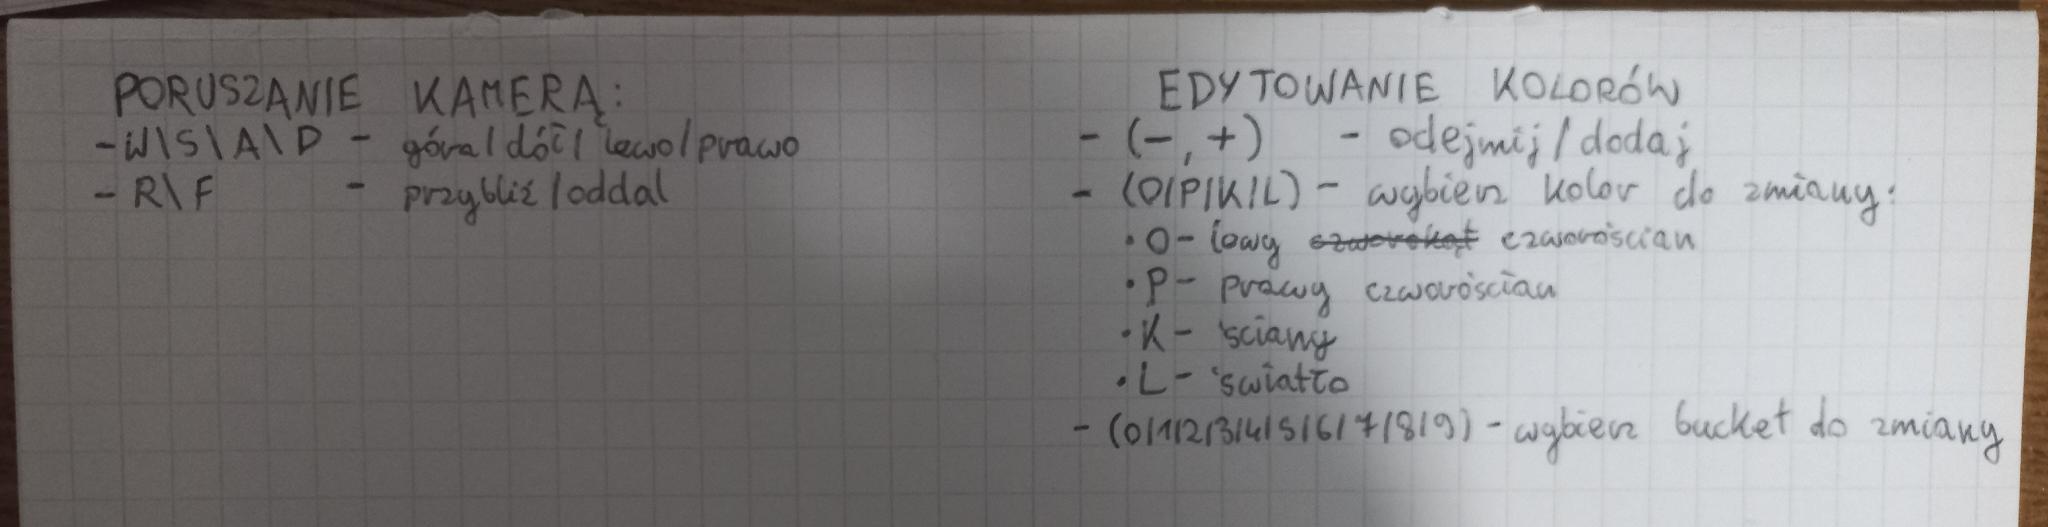 PORUSZANIE KAMERĄ:
- W\S\A\D - góra/dół/lewo/prawo
- R\F - przybliż/oddal
EDYTOWANIE KOLORÓW
- (-, +) - odejmij/dodaj
- (O/P/K/L) - wybierz kolor do zmiany:
• O - lewy czworokąt czworościan
• P - prawy czworościan
• K - ściany
• L - światło
- (0/1/2/3/4/5/6/7/8/9) - wybierz bucket do zmiany